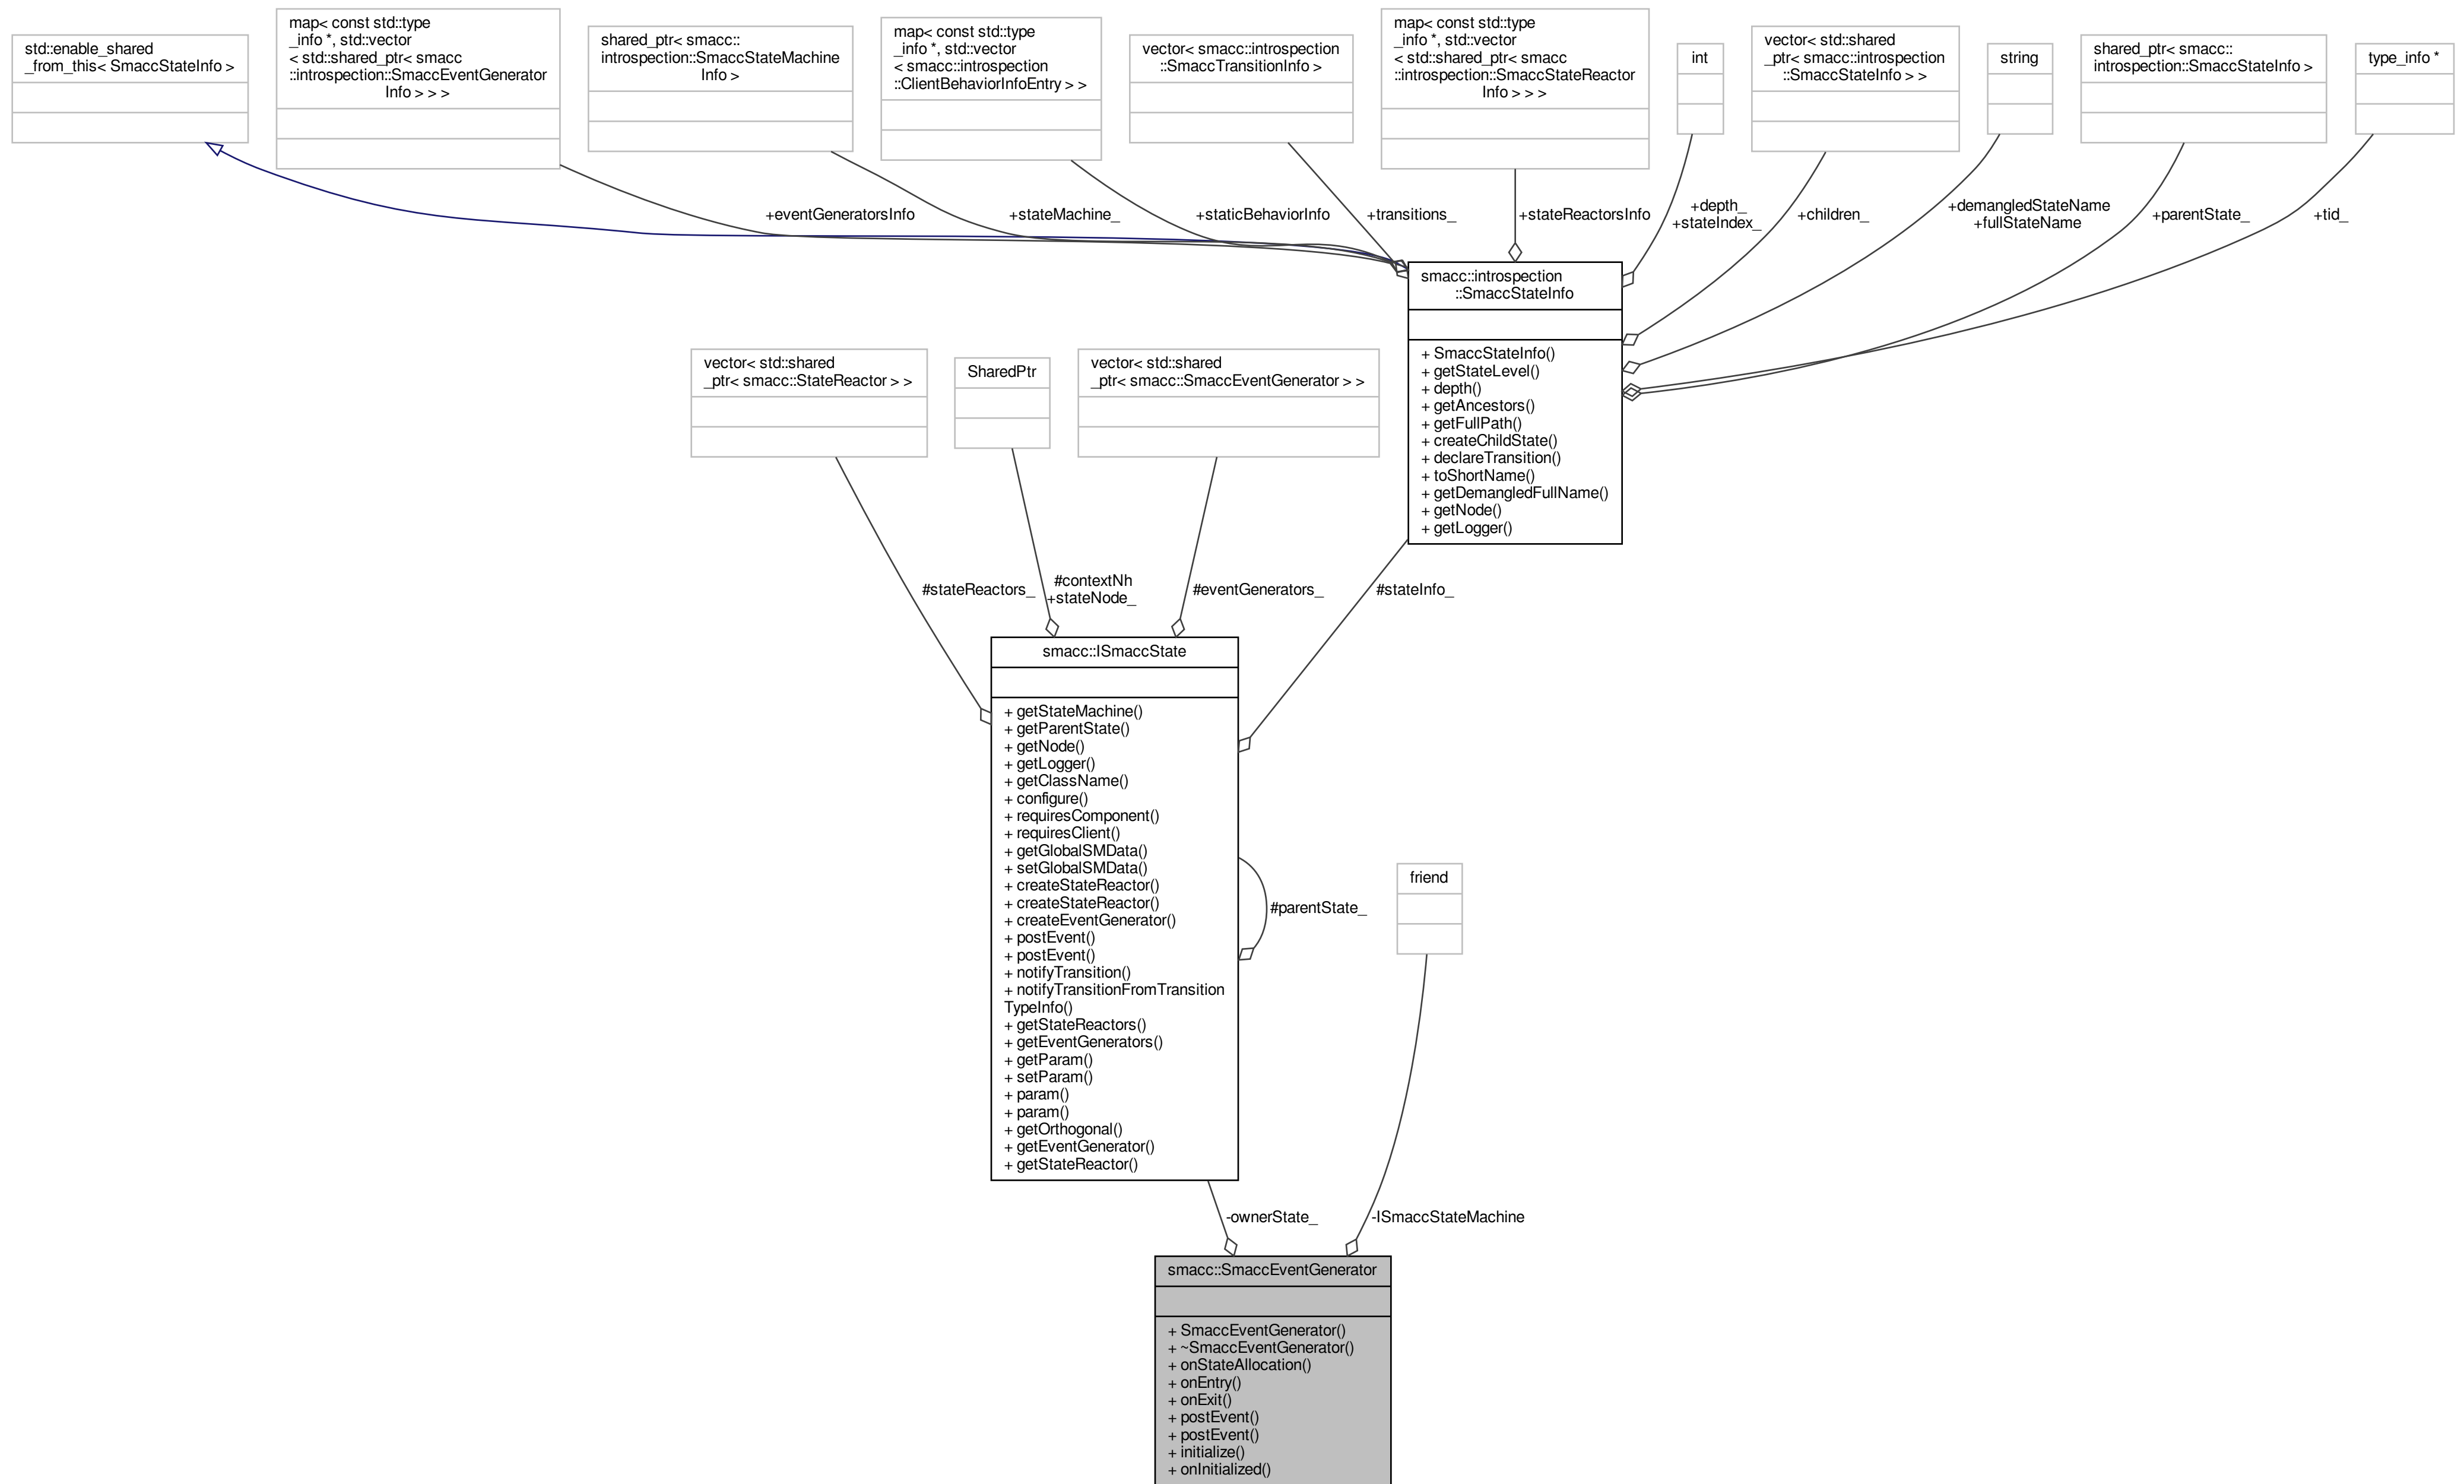 std::enable_shared
_from_this< SmaccStateInfo >
map< const std::type
_info *, std::vector
< std::shared_ptr< smacc
::introspection::SmaccEventGenerator
Info > > >
shared_ptr< smacc::
introspection::SmaccStateMachine
Info >
map< const std::type
_info *, std::vector
< smacc::introspection
::ClientBehaviorInfoEntry > >
vector< smacc::introspection
::SmaccTransitionInfo >
map< const std::type
_info *, std::vector
< std::shared_ptr< smacc
::introspection::SmaccStateReactor
Info > > >
int
vector< std::shared
_ptr< smacc::introspection
::SmaccStateInfo > >
string
shared_ptr< smacc::
introspection::SmaccStateInfo >
type_info *
+eventGeneratorsInfo
+stateMachine_
+staticBehaviorInfo
+transitions_
+stateReactorsInfo
+depth_
+stateIndex_
+children_
+demangledStateName
+fullStateName
+parentState_
+tid_
smacc::introspection
::SmaccStateInfo
+ SmaccStateInfo()
+ getStateLevel()
+ depth()
+ getAncestors()
+ getFullPath()
+ createChildState()
+ declareTransition()
+ toShortName()
+ getDemangledFullName()
+ getNode()
+ getLogger()
vector< std::shared
_ptr< smacc::StateReactor > >
SharedPtr
vector< std::shared
_ptr< smacc::SmaccEventGenerator > >
#stateReactors_
#contextNh
+stateNode_
#eventGenerators_
#stateInfo_
smacc::ISmaccState
+ getStateMachine()
+ getParentState()
+ getNode()
+ getLogger()
+ getClassName()
+ configure()
+ requiresComponent()
+ requiresClient()
+ getGlobalSMData()
+ setGlobalSMData()
+ createStateReactor()
+ createStateReactor()
+ createEventGenerator()
+ postEvent()
+ postEvent()
+ notifyTransition()
+ notifyTransitionFromTransition
TypeInfo()
+ getStateReactors()
+ getEventGenerators()
+ getParam()
+ setParam()
+ param()
+ param()
+ getOrthogonal()
+ getEventGenerator()
+ getStateReactor()
#parentState_
friend
-ownerState_
-ISmaccStateMachine
smacc::SmaccEventGenerator
+ SmaccEventGenerator()
+ ~SmaccEventGenerator()
+ onStateAllocation()
+ onEntry()
+ onExit()
+ postEvent()
+ postEvent()
+ initialize()
+ onInitialized()